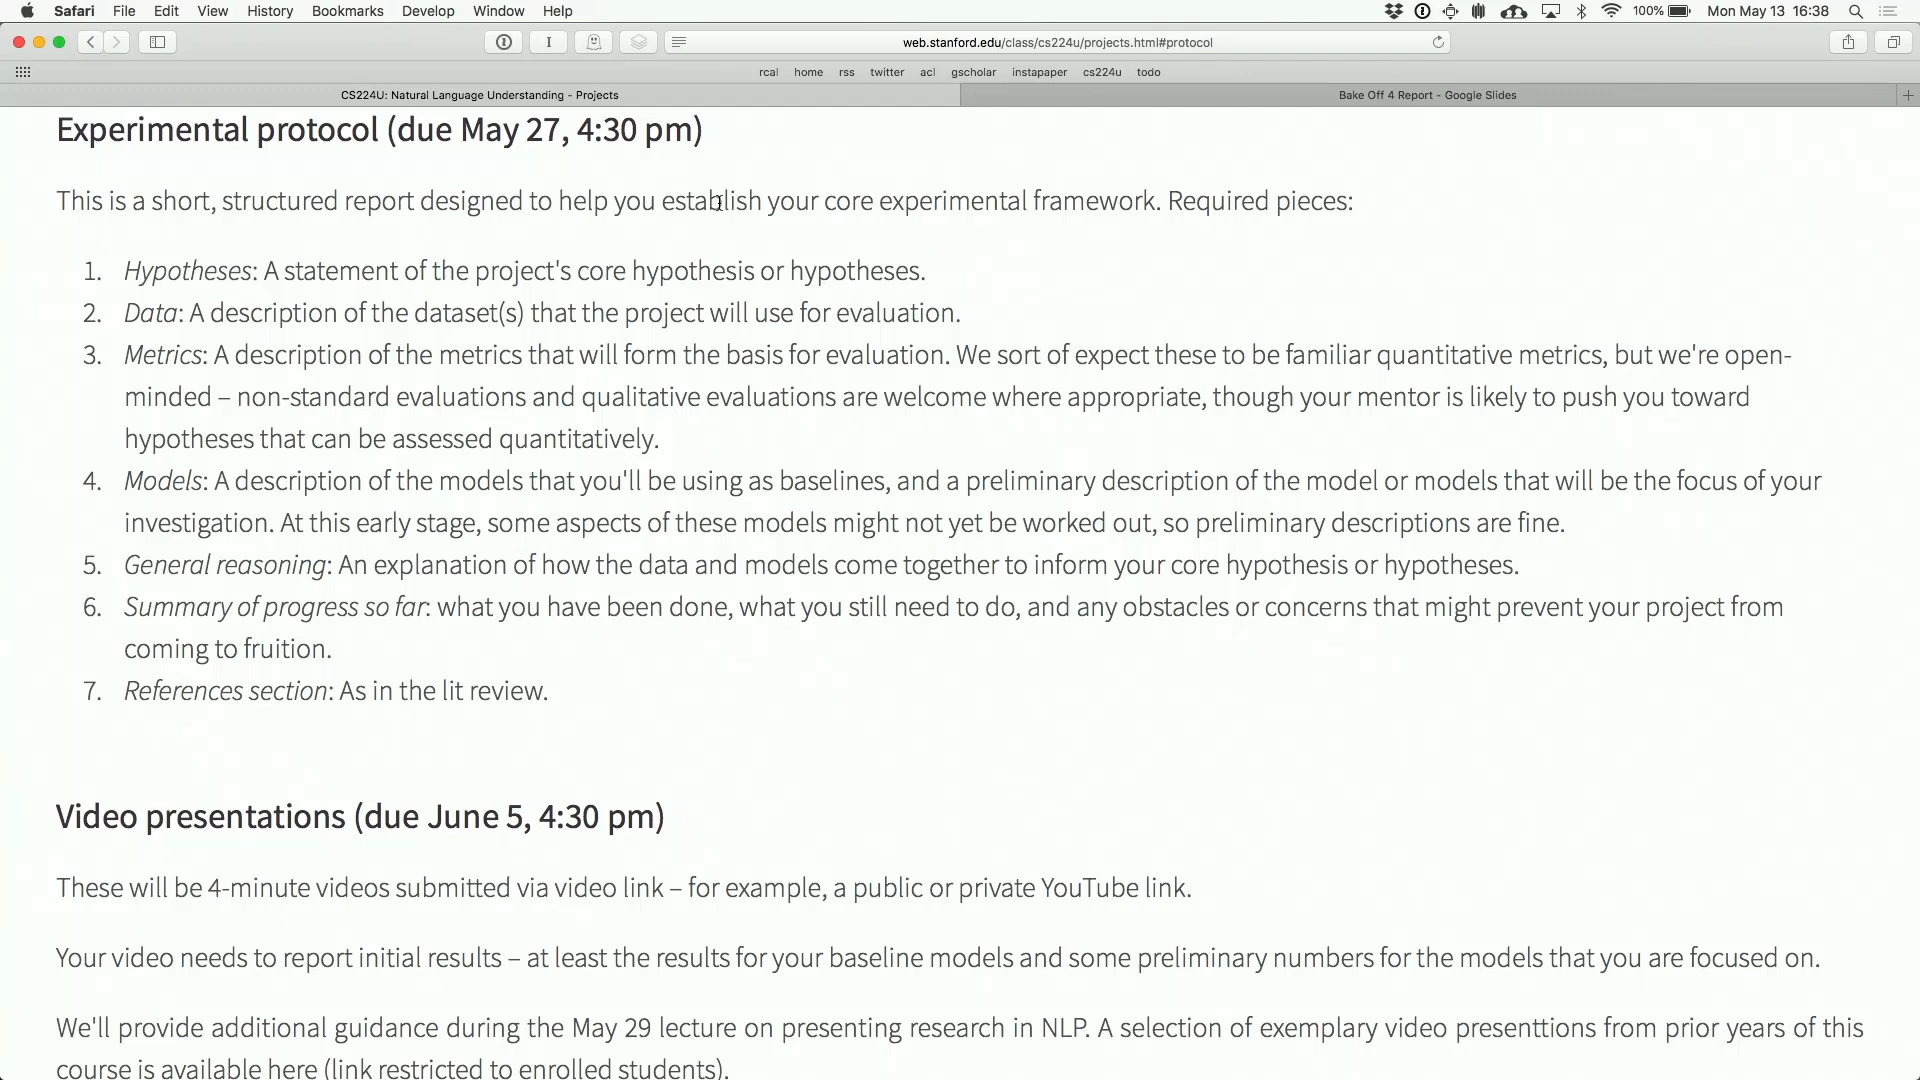 Safari File Edit View History Bookmarks Develop Window Help 100% Mon May 13 16:38
web.stanford.edu/class/cs224u/projects.html#protocol
rcal home rss twitter acl gscholar instapaper cs224u todo
CS224U: Natural Language Understanding - Projects Bake Off 4 Report - Google Slides
Experimental protocol (due May 27, 4:30 pm)
This is a short, structured report designed to help you establish your core experimental framework. Required pieces:
1. Hypotheses: A statement of the project's core hypothesis or hypotheses.
2. Data: A description of the dataset(s) that the project will use for evaluation.
3. Metrics: A description of the metrics that will form the basis for evaluation. We sort of expect these to be familiar quantitative metrics, but we're open-
minded – non-standard evaluations and qualitative evaluations are welcome where appropriate, though your mentor is likely to push you toward
hypotheses that can be assessed quantitatively.
4. Models: A description of the models that you'll be using as baselines, and a preliminary description of the model or models that will be the focus of your
investigation. At this early stage, some aspects of these models might not yet be worked out, so preliminary descriptions are fine.
5. General reasoning: An explanation of how the data and models come together to inform your core hypothesis or hypotheses.
6. Summary of progress so far: what you have been done, what you still need to do, and any obstacles or concerns that might prevent your project from
coming to fruition.
7. References section: As in the lit review.
Video presentations (due June 5, 4:30 pm)
These will be 4-minute videos submitted via video link – for example, a public or private YouTube link.
Your video needs to report initial results – at least the results for your baseline models and some preliminary numbers for the models that you are focused on.
We'll provide additional guidance during the May 29 lecture on presenting research in NLP. A selection of exemplary video presenttions from prior years of this
course is available here (link restricted to enrolled students).